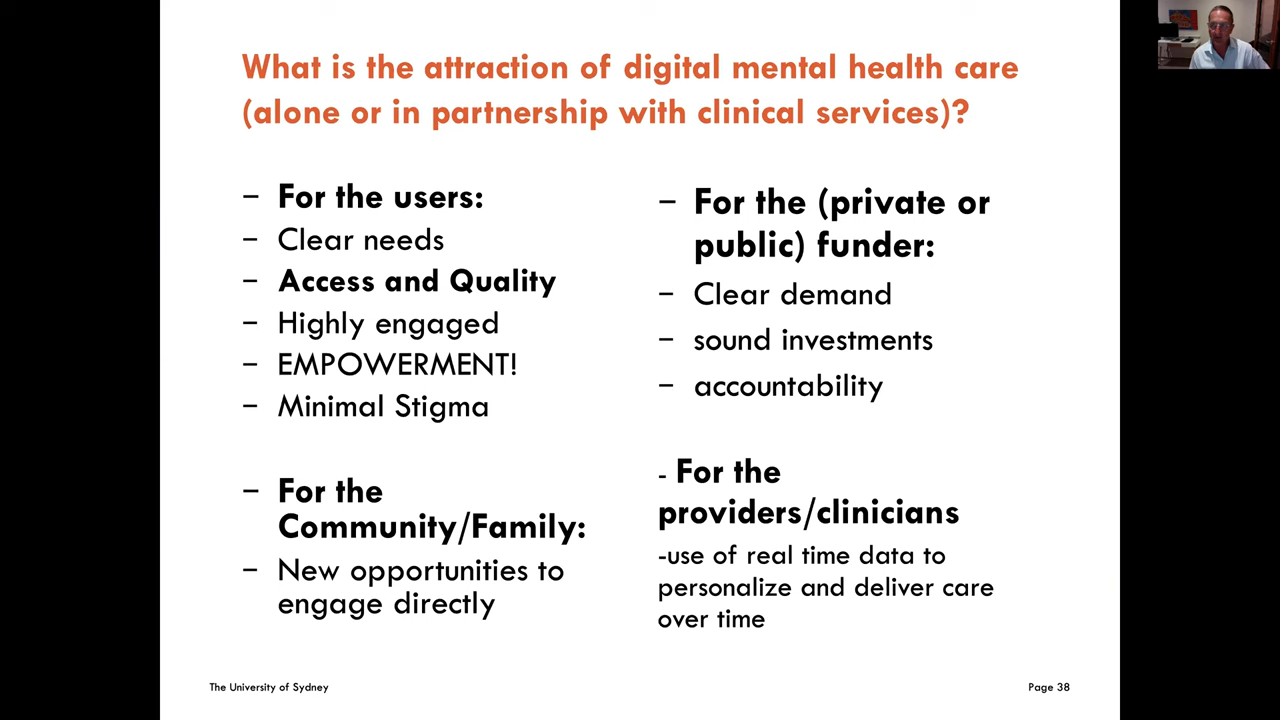 What is the attraction of digital mental health care
(alone or in partnership with clinical services)?
– For the users:
– Clear needs
– Access and Quality
– Highly engaged
– EMPOWERMENT!
– Minimal Stigma
– For the
Community/Family:
– New opportunities to
engage directly
– For the (private or
public) funder:
– Clear demand
– sound investments
– accountability
- For the
providers/clinicians
-use of real time data to
personalize and deliver care
over time
The University of Sydney
Page 38